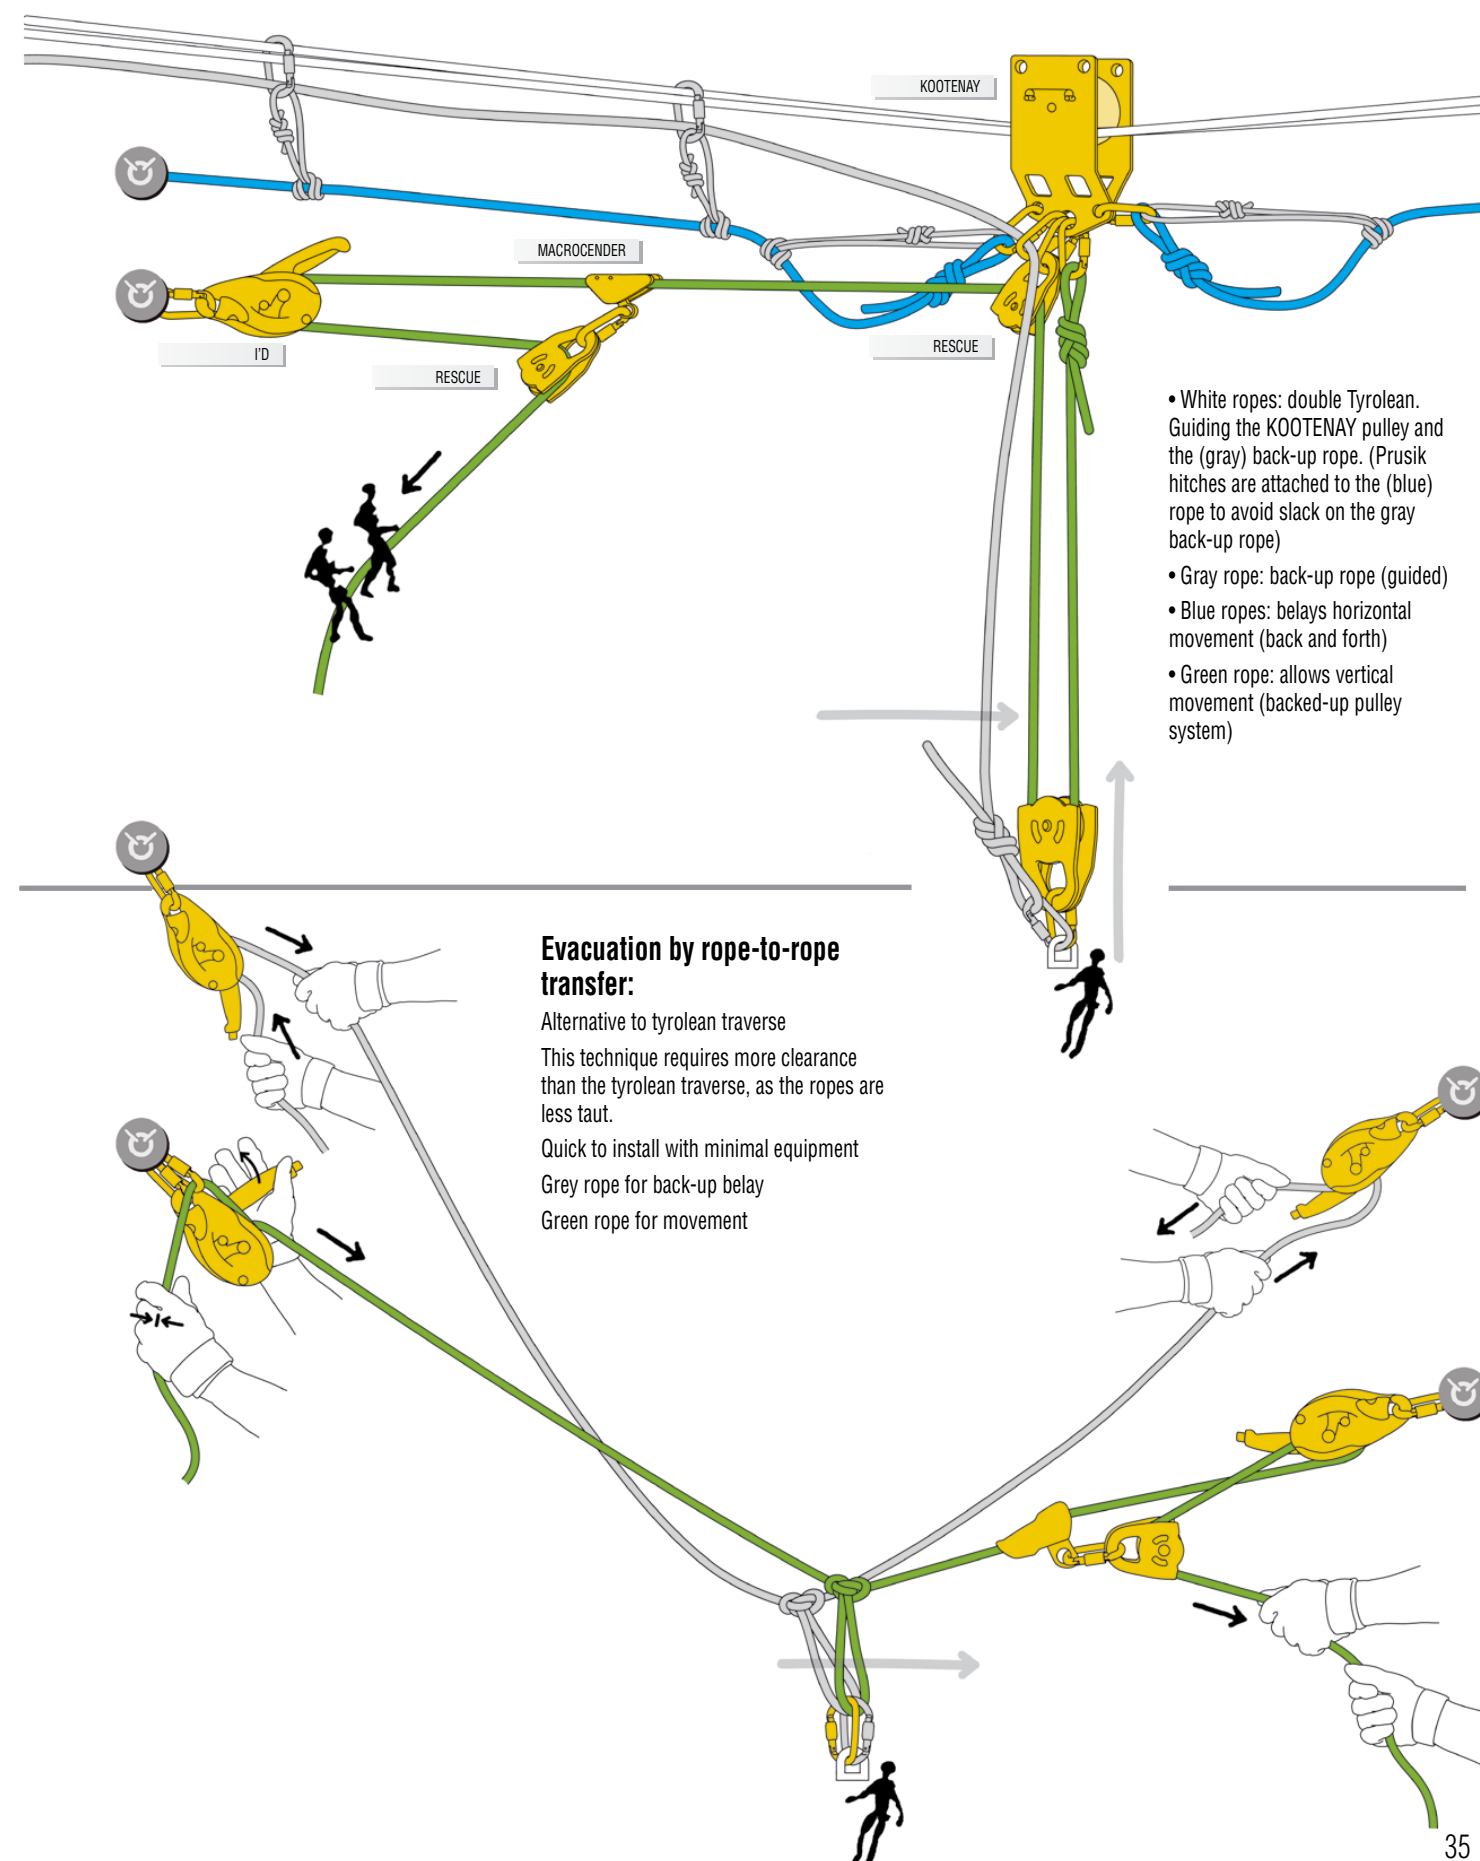 KOOTENAY
MACROCENDER
I'D
RESCUE
RESCUE
• White ropes: double Tyrolean.
Guiding the KOOTENAY pulley and
the (gray) back-up rope. (Prusik
hitches are attached to the (blue)
rope to avoid slack on the gray
back-up rope)
• Gray rope: back-up rope (guided)
• Blue ropes: belays horizontal
movement (back and forth)
• Green rope: allows vertical
movement (backed-up pulley
system)
Evacuation by rope-to-rope
transfer:
Alternative to tyrolean traverse
This technique requires more clearance
than the tyrolean traverse, as the ropes are
less taut.
Quick to install with minimal equipment
Grey rope for back-up belay
Green rope for movement
35